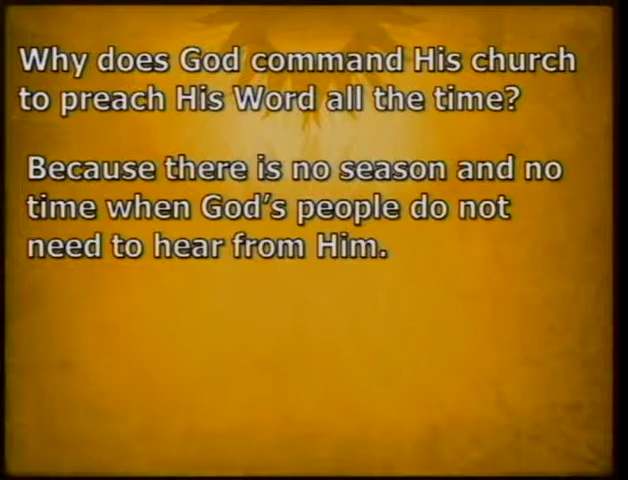 Why does God command His church
to preach His Word all the time?
Because there is no season and no
time when God's people do not
need to hear from Him.